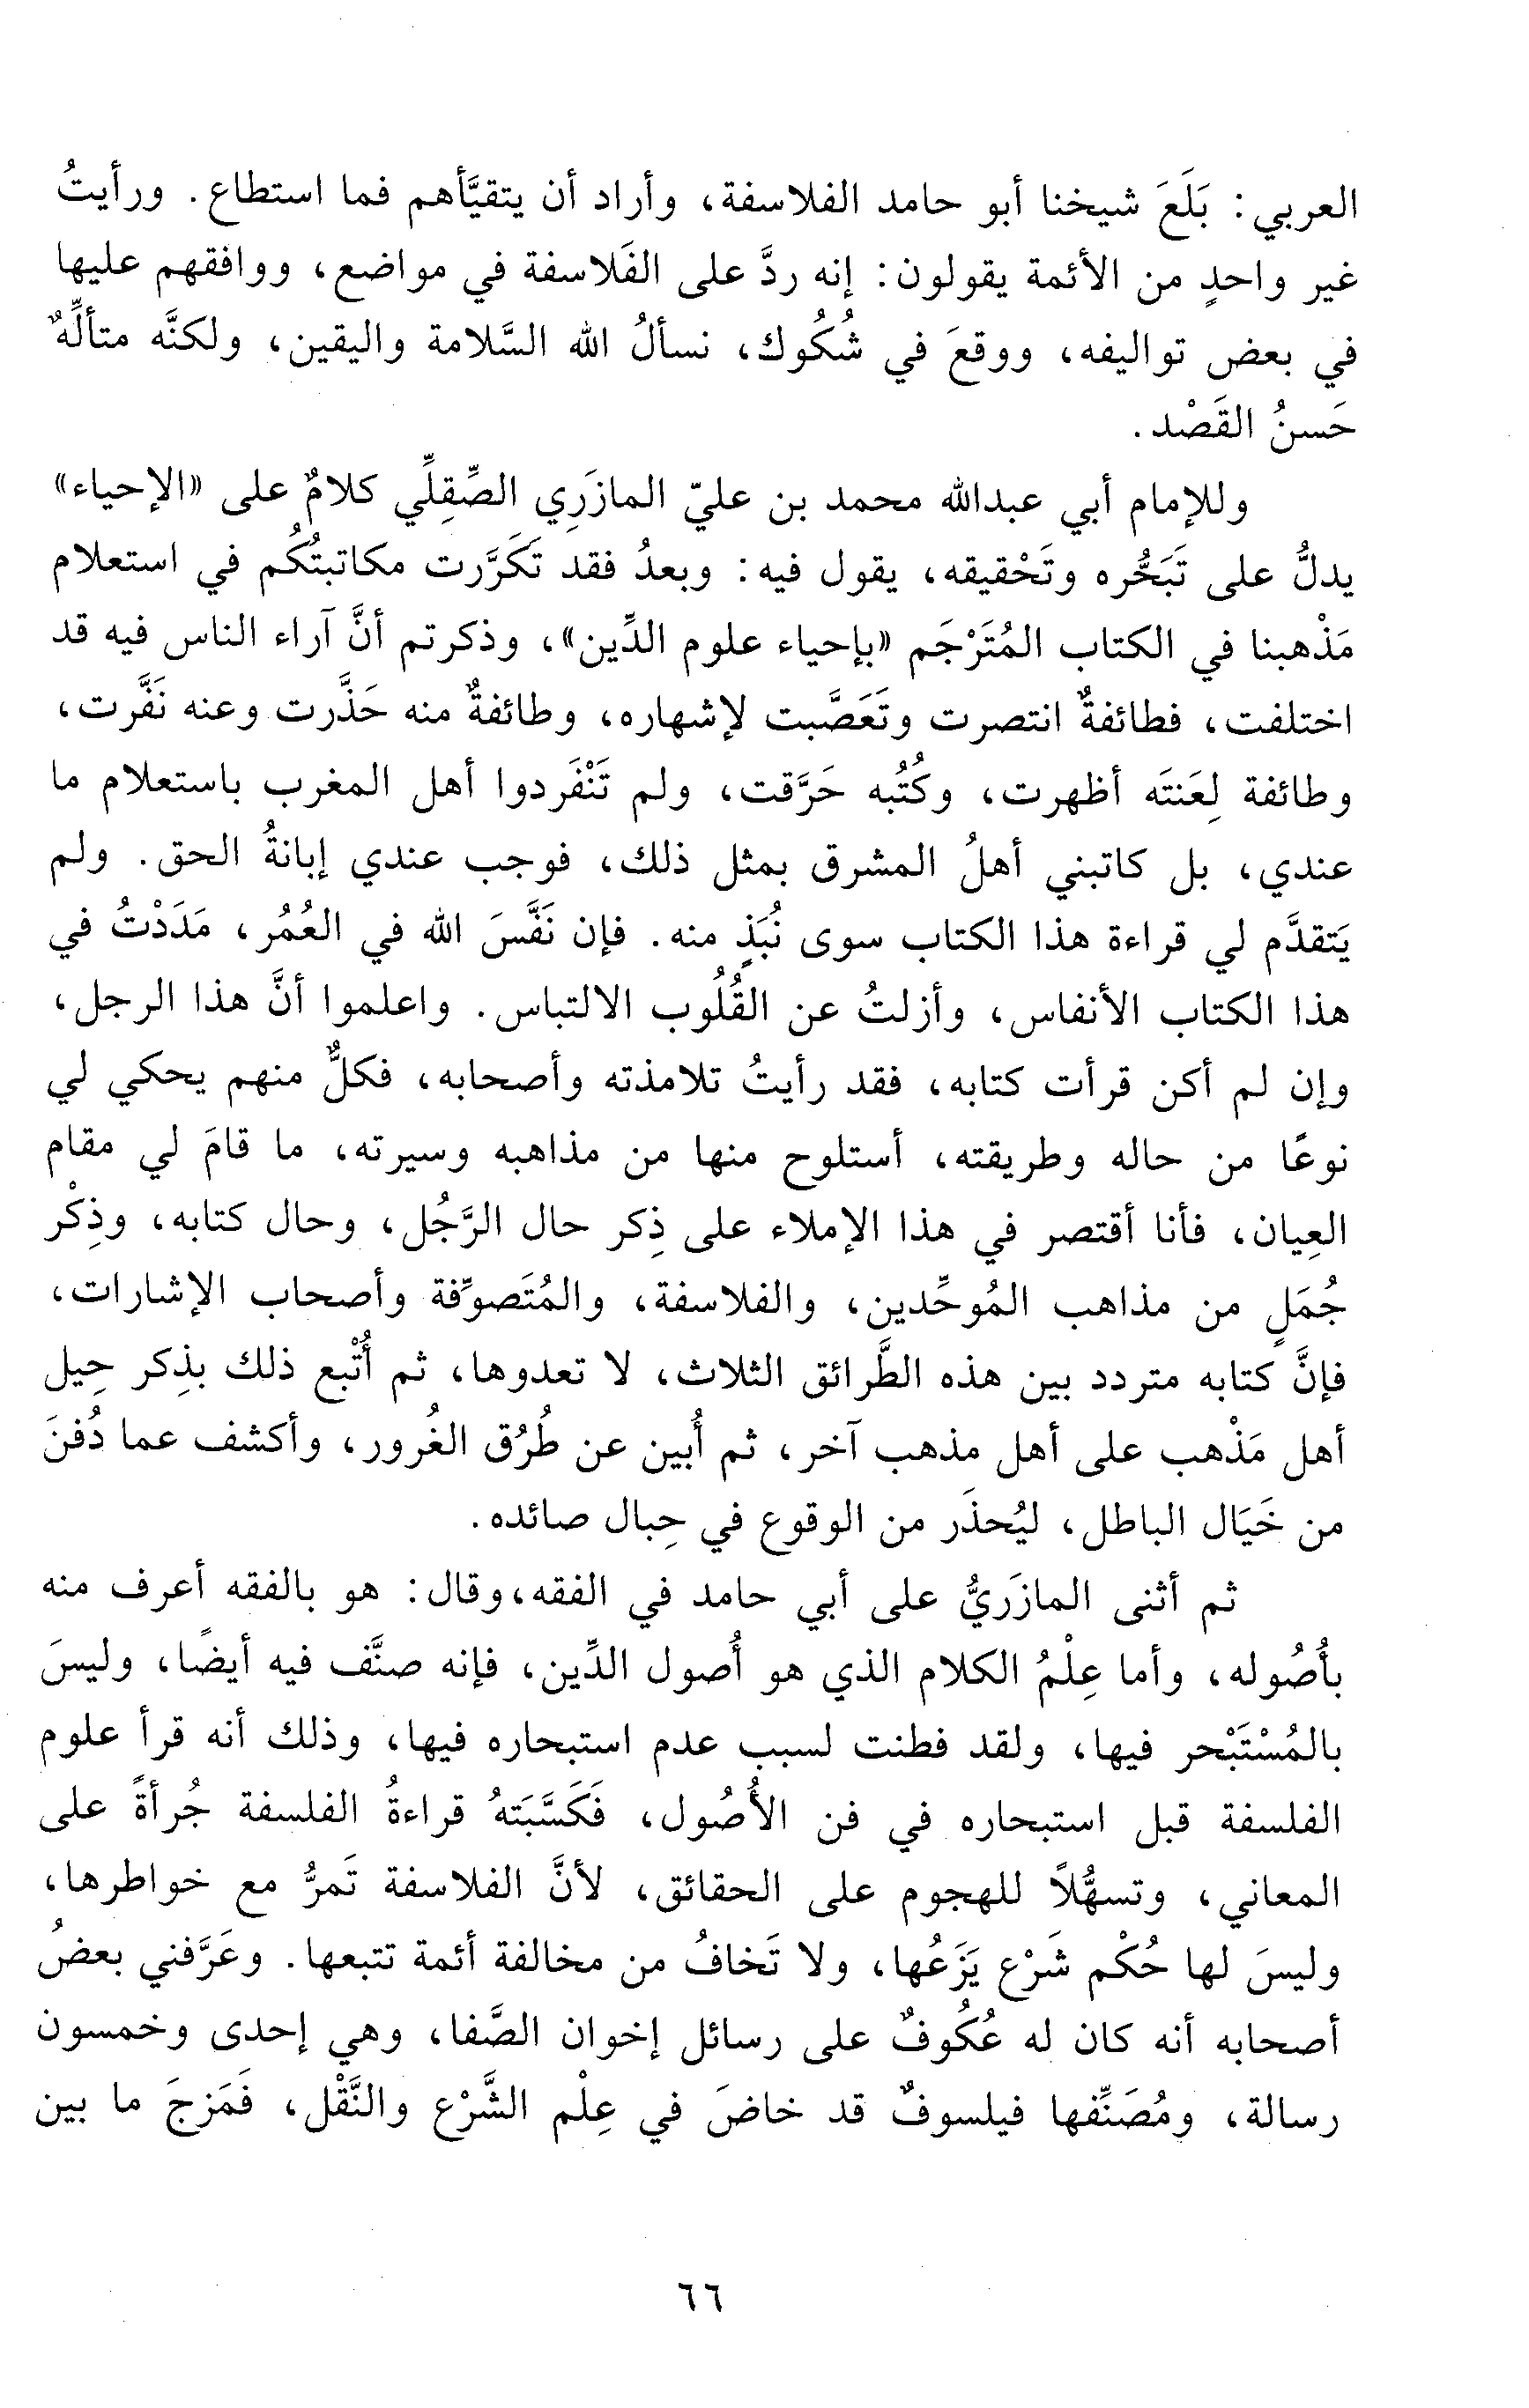 العربي: بَلَعَ شيخنا أبو حامد الفلاسفة، وأراد أن يتقيَّأهم فما استطاع. ورأيتُ
غير واحدٍ من الأئمة يقولون: إنه ردَّ على الفَلاسفة في مواضع، ووافقهم عليها
في بعض تواليفه، ووقعَ في شُكُوك، نسألُ الله السَّلامة واليقين، ولكنَّه متألِّهٌ
حَسنُ القَصْد.
وللإمام أبي عبدالله محمد بن عليّ المازَرِي الصِّقِلِّي كلامٌ على «الإحياء»
يدلُّ على تَبَحُّره وتَحْقيقه، يقول فيه: وبعدُ فقد تَكَرَّرت مكاتبتُكُم في استعلام
مَذْهبنا في الكتاب المُتَرْجَم «بإحياء علوم الدِّين»، وذكرتم أنَّ آراء الناس فيه قد
اختلفت، فطائفةٌ انتصرت وتَعَصَّبت لإشهاره، وطائفةٌ منه حَذَّرت وعنه نَفَّرت،
وطائفة لِعَنتَه أظهرت، وكُتُبه حَرَّقت، ولم تَنْفَردوا أهل المغرب باستعلام ما
عندي، بل كاتبني أهلُ المشرق بمثل ذلك، فوجب عندي إبانةُ الحق. ولم
يَتقدَّم لي قراءة هذا الكتاب سوى نُبَذٍ منه. فإن نَفَّسَ الله في العُمُر، مَدَدْتُ في
هذا الكتاب الأنفاس، وأزلتُ عن القُلُوب الالتباس. واعلموا أنَّ هذا الرجل،
وإن لم أكن قرأت كتابه، فقد رأيتُ تلامذته وأصحابه، فكلٌّ منهم يحكي لي
نوعًا من حاله وطريقته، أستلوح منها من مذاهبه وسيرته، ما قامَ لي مقام
العِيان، فأنا أقتصر في هذا الإملاء على ذِكر حال الرَّجُل، وحال كتابه، وذِكْر
جُمَلٍ من مذاهب المُوحِّدين، والفلاسفة، والمُتَصوِّفة وأصحاب الإشارات،
فإنَّ كتابه متردد بين هذه الطَّرائق الثلاث، لا تعدوها، ثم أُتْبع ذلك بذِكر حِيل
أهل مَذْهب على أهل مذهب آخر، ثم أُبين عن طُرُق الغُرور، وأكشف عما دُفنَ
من خَيَال الباطل، ليُحذَر من الوقوع في حِبال صائده.
ثم أثنى المازَريُّ على أبي حامد في الفقه، وقال: هو بالفقه أعرف منه
بأُصُوله، وأما عِلْمُ الكلام الذي هو أُصول الدِّين، فإنه صنَّف فيه أيضًا، وليسَ
بالمُسْتَبْحر فيها، ولقد فطنت لسبب عدم استبحاره فيها، وذلك أنه قرأ علوم
الفلسفة قبل استبحاره في فن الأُصُول، فَكَسَّبَتهُ قراءةُ الفلسفة جُرأةً على
المعاني، وتسهُّلاً للهجوم على الحقائق، لأنَّ الفلاسفة تَمرُّ مع خواطرها،
وليسَ لها حُكْم شَرْع يَزَعُها، ولا تَخافُ من مخالفة أئمة تتبعها. وعَرَّفني بعضُ
أصحابه أنه كان له عُكُوفٌ على رسائل إخوان الصَّفا، وهي إحدى وخمسون
رسالة، ومُصَنِّفها فيلسوفٌ قد خاضَ في عِلْم الشَّرْع والنَّقْل، فَمَزجَ ما بين
٦٦